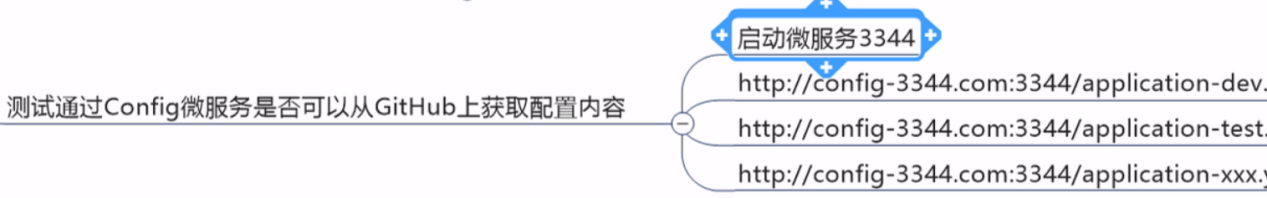 启动微服务3344
http://config-3344.com:3344/application-dev.
测试通过Config微服务是否可以从GitHub上获取配置内容
http://config-3344.com:3344/application-test.
http://config-3344.com:3344/application-xxx.y